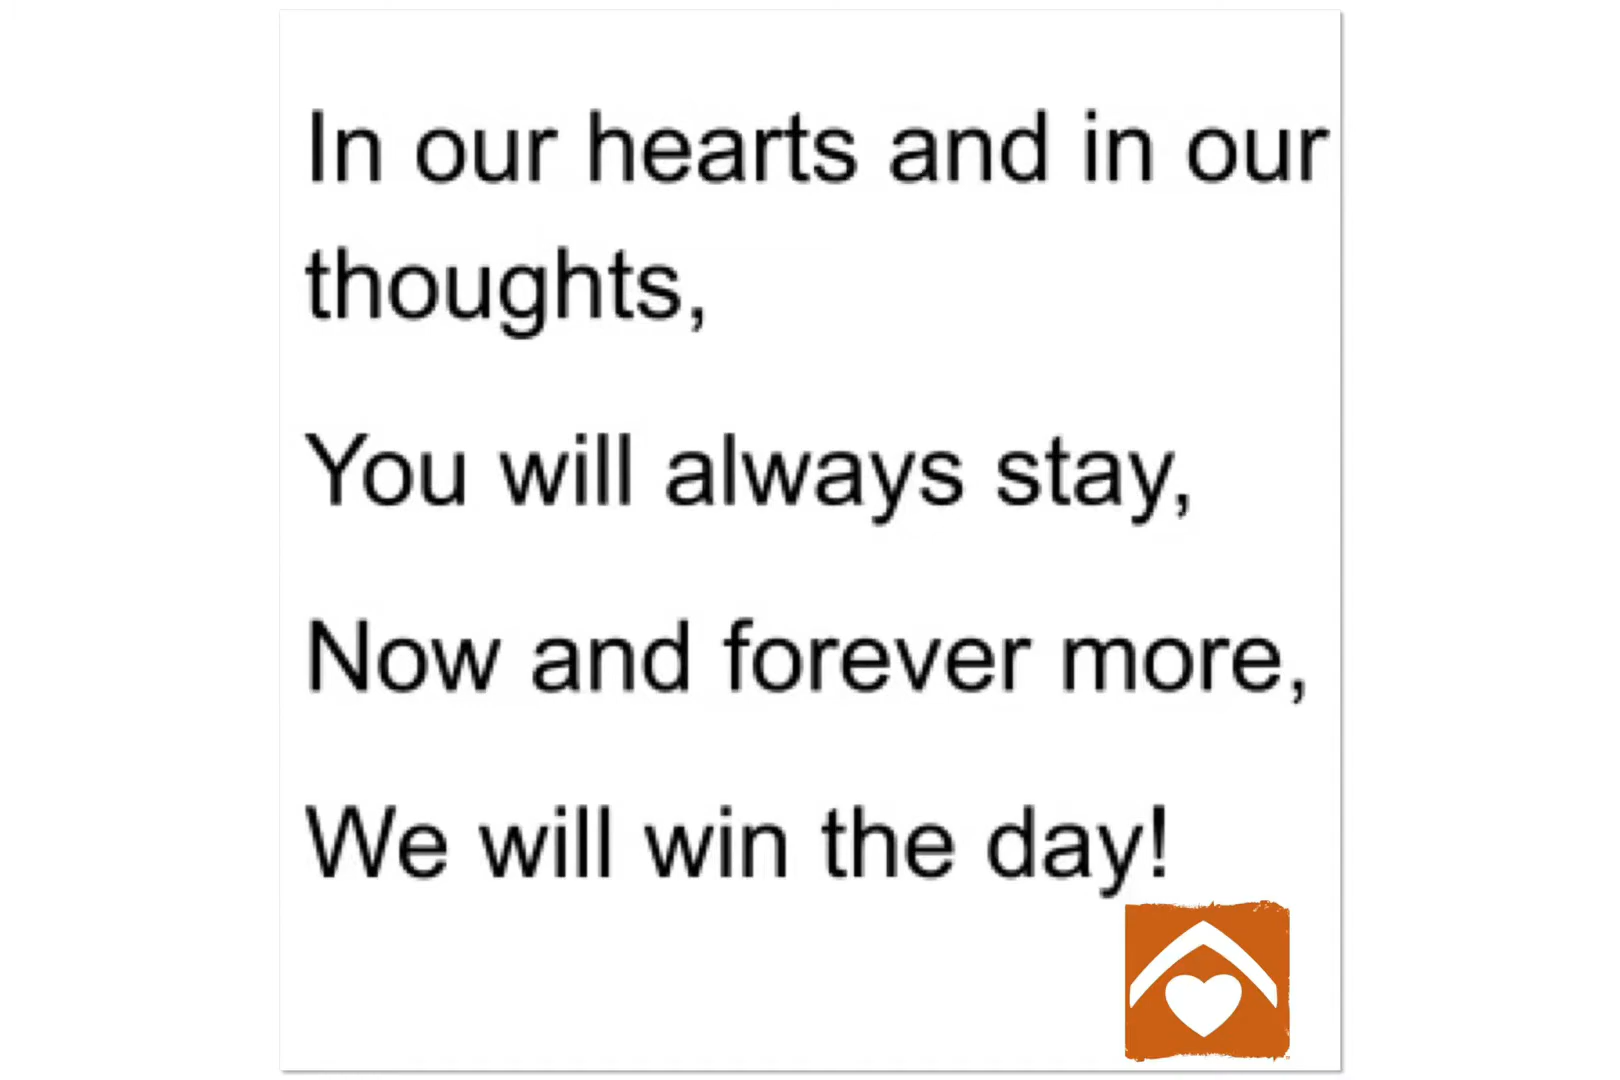 In our hearts and in our
thoughts,
You will always stay,
Now and forever more,
We will win the day!